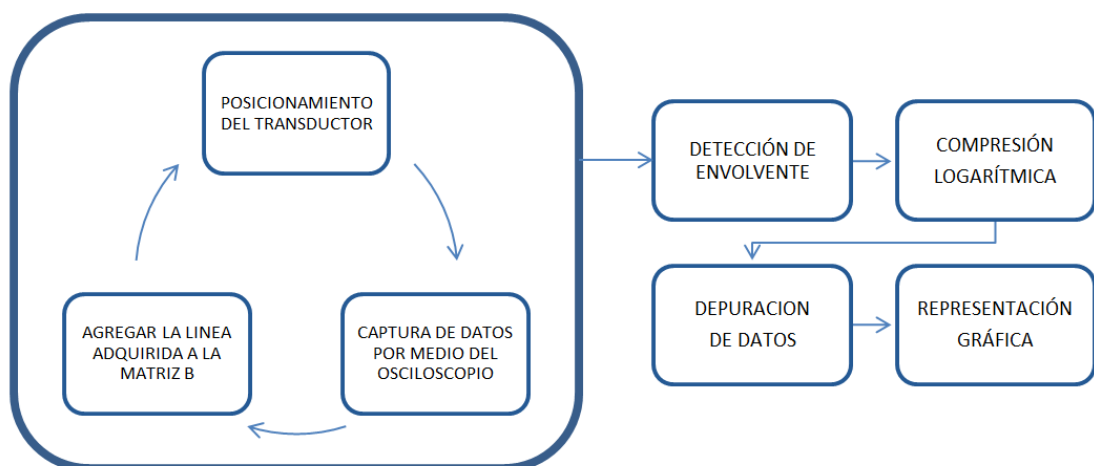 POSICIONAMIENTO
DEL TRANSDUCTOR
CAPTURA DE DATOS
POR MEDIO DEL
OSCILOSCOPIO
AGREGAR LA LINEA
ADQUIRIDA A LA
MATRIZ B
DETECCIÓN DE
ENVOLVENTE
COMPRESIÓN
LOGARÍTMICA
DEPURACION
DE DATOS
REPRESENTACIÓN
GRÁFICA